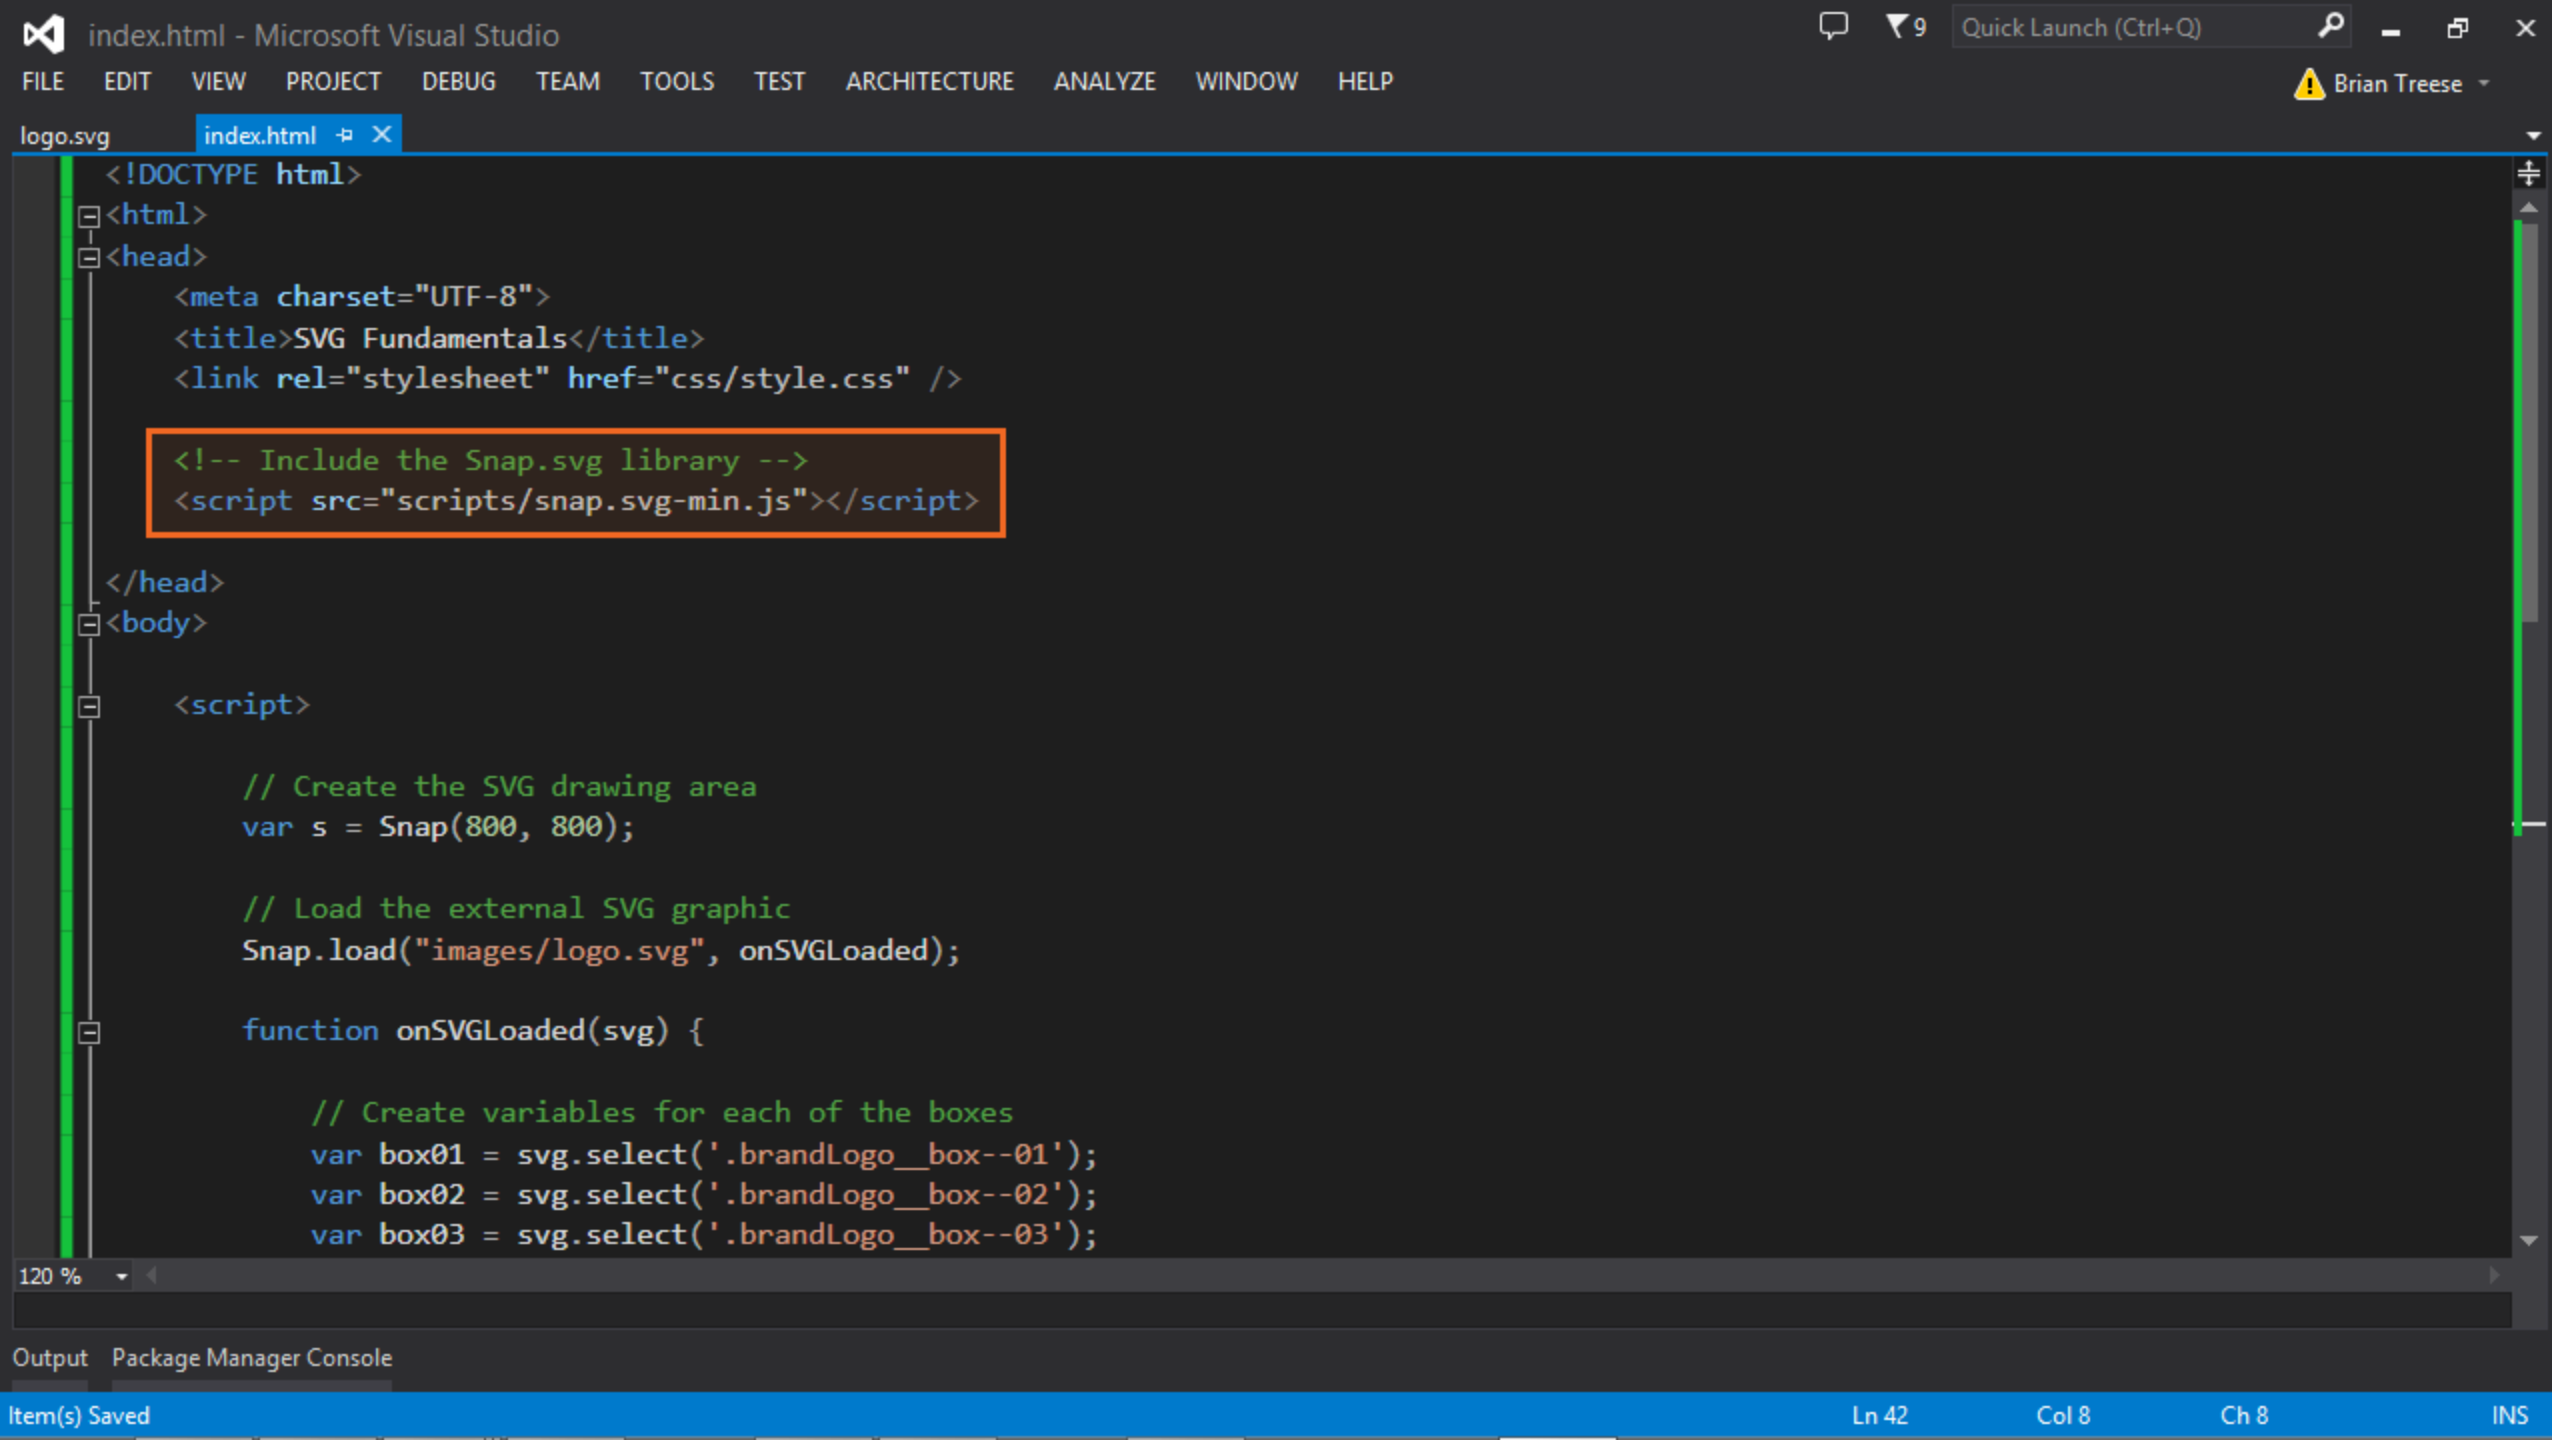 index.html - Microsoft Visual Studio
9
Quick Launch (Ctrl+Q)
FILE EDIT VIEW PROJECT DEBUG TEAM TOOLS TEST ARCHITECTURE ANALYZE WINDOW HELP
Brian Treese
logo.svg
index.html
<!DOCTYPE html>
<html>
<head>
    <meta charset="UTF-8">
    <title>SVG Fundamentals</title>
    <link rel="stylesheet" href="css/style.css" />
    <!-- Include the Snap.svg library -->
    <script src="scripts/snap.svg-min.js"></script>
</head>
<body>
    <script>
        // Create the SVG drawing area
        var s = Snap(800, 800);
        // Load the external SVG graphic
        Snap.load("images/logo.svg", onSVGLoaded);
        function onSVGLoaded(svg) {
            // Create variables for each of the boxes
            var box01 = svg.select('.brandLogo__box--01');
            var box02 = svg.select('.brandLogo__box--02');
            var box03 = svg.select('.brandLogo__box--03');
120 %
Output Package Manager Console
Item(s) Saved
Ln 42
Col 8
Ch 8
INS